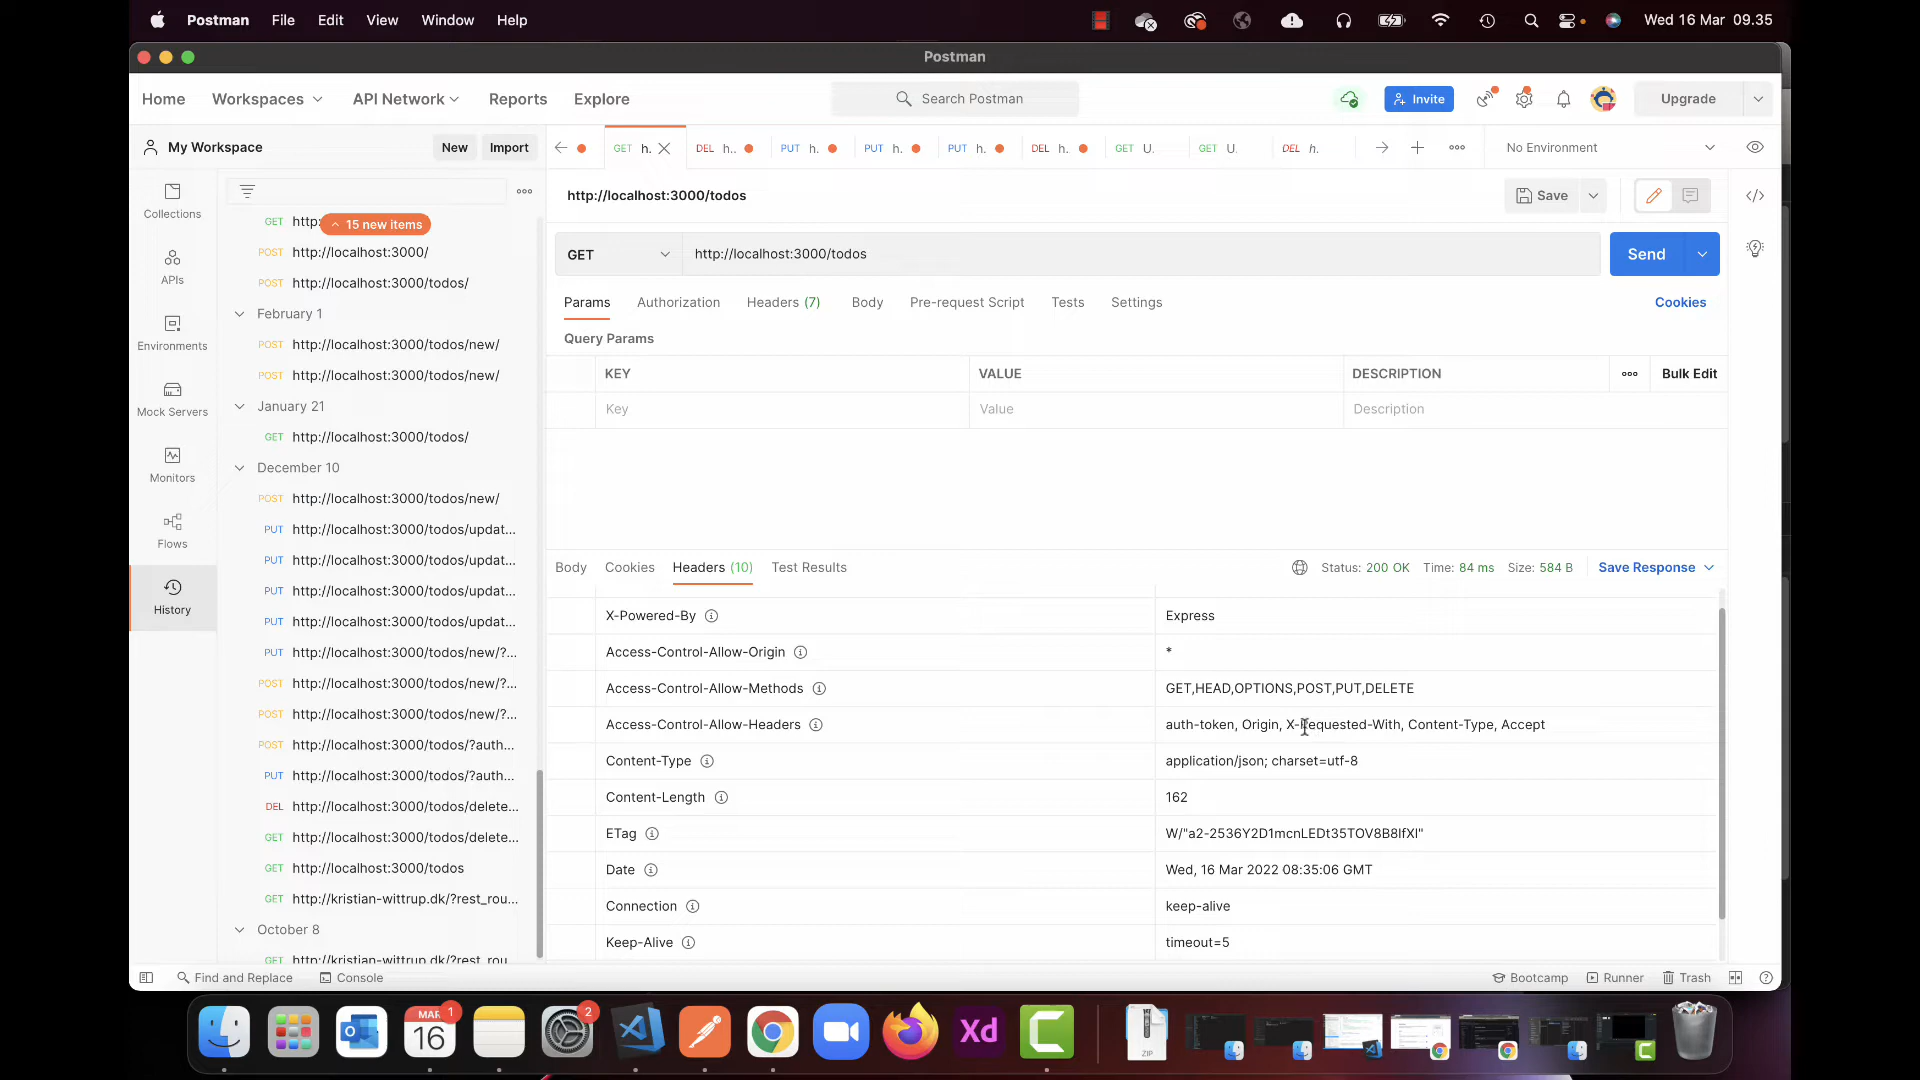 Postman File Edit View Window Help Wed 16 Mar 09.35
Postman
Home Workspaces API Network Reports Explore Search Postman Invite Upgrade
My Workspace New Import GET h. DEL h.. PUT h. PUT h. PUT h. DEL h. GET U. GET U. DEL h. No Environment
Collections
APIs
Environments
Mock Servers
Monitors
Flows
History
GET http:
15 new items
POST http://localhost:3000/
POST http://localhost:3000/todos/
February 1
POST http://localhost:3000/todos/new/
POST http://localhost:3000/todos/new/
January 21
GET http://localhost:3000/todos/
December 10
POST http://localhost:3000/todos/new/
PUT http://localhost:3000/todos/updat...
PUT http://localhost:3000/todos/updat...
PUT http://localhost:3000/todos/updat...
PUT http://localhost:3000/todos/updat...
PUT http://localhost:3000/todos/new/?...
POST http://localhost:3000/todos/new/?...
POST http://localhost:3000/todos/new/?...
POST http://localhost:3000/todos/?auth...
PUT http://localhost:3000/todos/?auth...
DEL http://localhost:3000/todos/delete...
GET http://localhost:3000/todos/delete...
GET http://localhost:3000/todos
GET http://kristian-wittrup.dk/?rest_rou...
October 8
GET http://kristian-wittrup.dk/?rest_rou
http://localhost:3000/todos Save
GET http://localhost:3000/todos Send
Params Authorization Headers (7) Body Pre-request Script Tests Settings Cookies
Query Params
KEY VALUE DESCRIPTION Bulk Edit
Key Value Description
Body Cookies Headers (10) Test Results Status: 200 OK Time: 84 ms Size: 584 B Save Response
X-Powered-By Express
Access-Control-Allow-Origin *
Access-Control-Allow-Methods GET,HEAD,OPTIONS,POST,PUT,DELETE
Access-Control-Allow-Headers auth-token, Origin, X-Requested-With, Content-Type, Accept
Content-Type application/json; charset=utf-8
Content-Length 162
ETag W/"a2-2536Y2D1mcnLEDt35TOV8B8IfXI"
Date Wed, 16 Mar 2022 08:35:06 GMT
Connection keep-alive
Keep-Alive timeout=5
Find and Replace Console Bootcamp Runner Trash
MAR 16 1 2 Xd ZIP